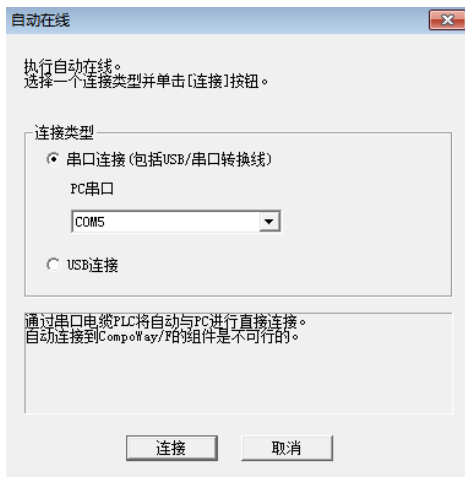 自动在线
执行自动在线。
选择一个连接类型并单击[连接]按钮。
连接类型
串口连接(包括USB/串口转换线)
PC串口
COM5
USB连接
通过串口电缆PLC将自动与PC进行直接连接。
自动连接到CompoWay/F的组件是不可行的。
连接
取消